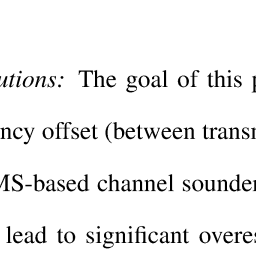 utions: The goal of this p
ncy offset (between transm
MS-based channel sounder
lead to significant overes